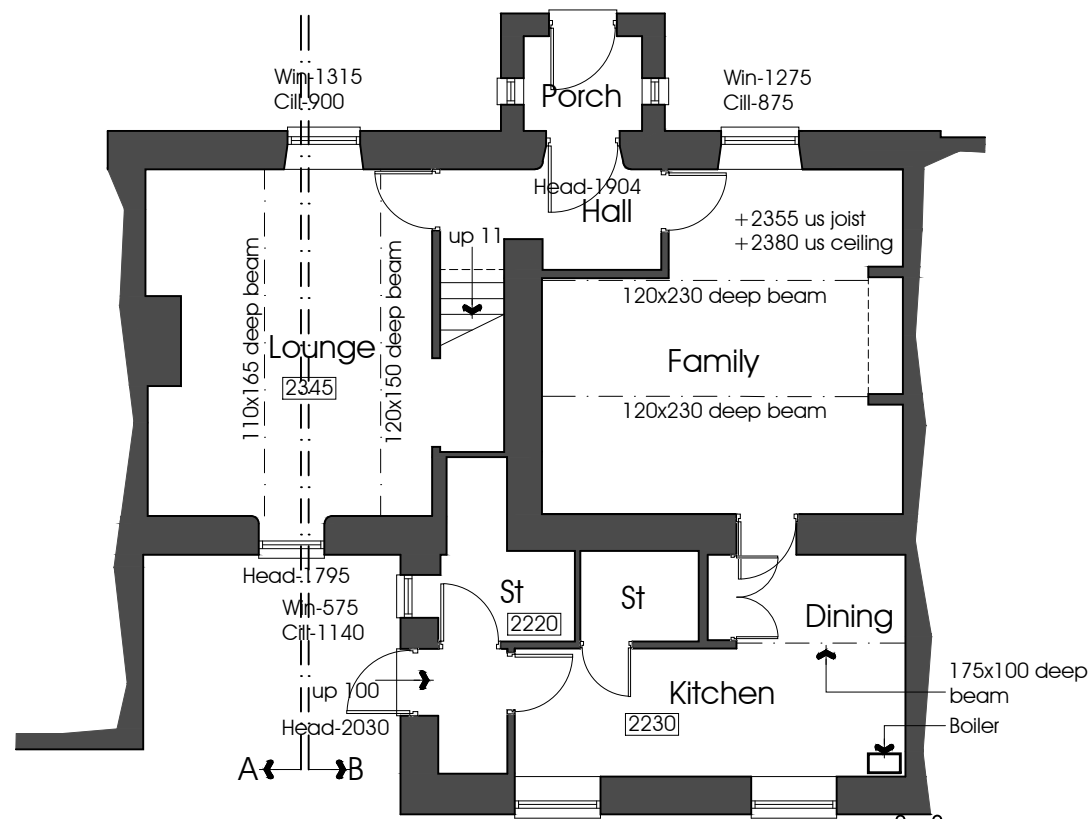 Win-1315
Cill-900
Porch
Win-1275
Cill-875
Head-1904
Hall
+2355 us joist
+2380 us ceiling
up 11
110x165 deep beam
120x150 deep beam
Lounge
2345
120x230 deep beam
Family
120x230 deep beam
Head-1795
Win-575
Cill-1140
St
2220
St
Dining
up 100
Head-2030
Kitchen
2230
175x100 deep
beam
Boiler
A
B